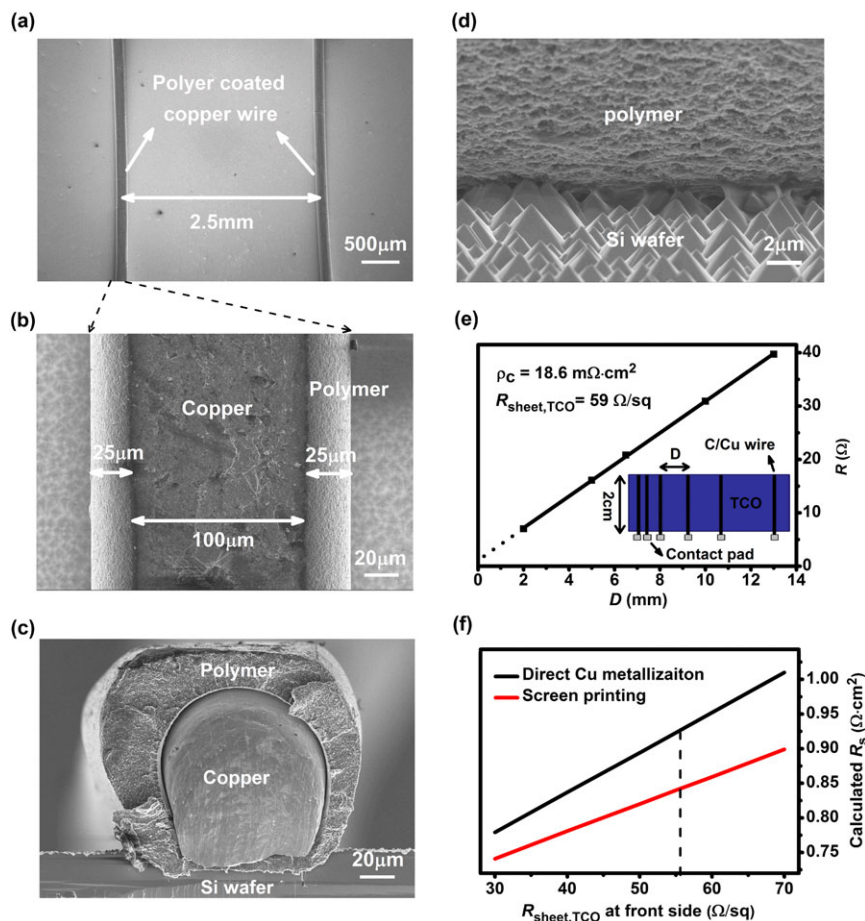 (a)
Polyer coated
copper wire
2.5mm
500μm
(b)
Copper
Polymer
25μm
25μm
100μm
20μm
(c)
Polymer
Copper
20μm
Si wafer
(d)
polymer
Si wafer
2μm
(e)
ρC = 18.6 mΩ·cm²
Rsheet,TCO= 59 Ω/sq
C/Cu wire
D
2cm
TCO
Contact pad
0
10
20
30
40
R (Ω)
0 2 4 6 8 10 12 14
D (mm)
(f)
Direct Cu metallizaiton
Screen printing
1.00
0.95
0.90
0.85
0.80
0.75
Calculated Rs (Ω·cm²)
30 40 50 60 70
Rsheet,TCO at front side (Ω/sq)